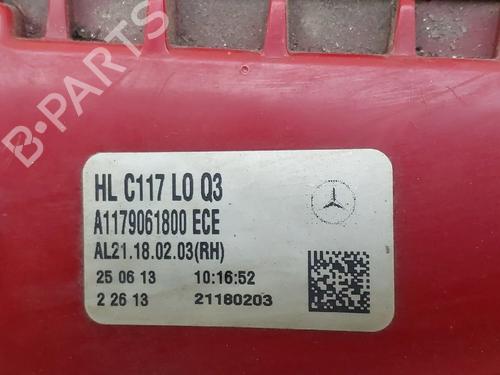 B-PARTS
HL C117 LO Q3
A1179061800 ECE
AL21.18.02.03(RH)
25 06 13 10:16:52
2 26 13 21180203